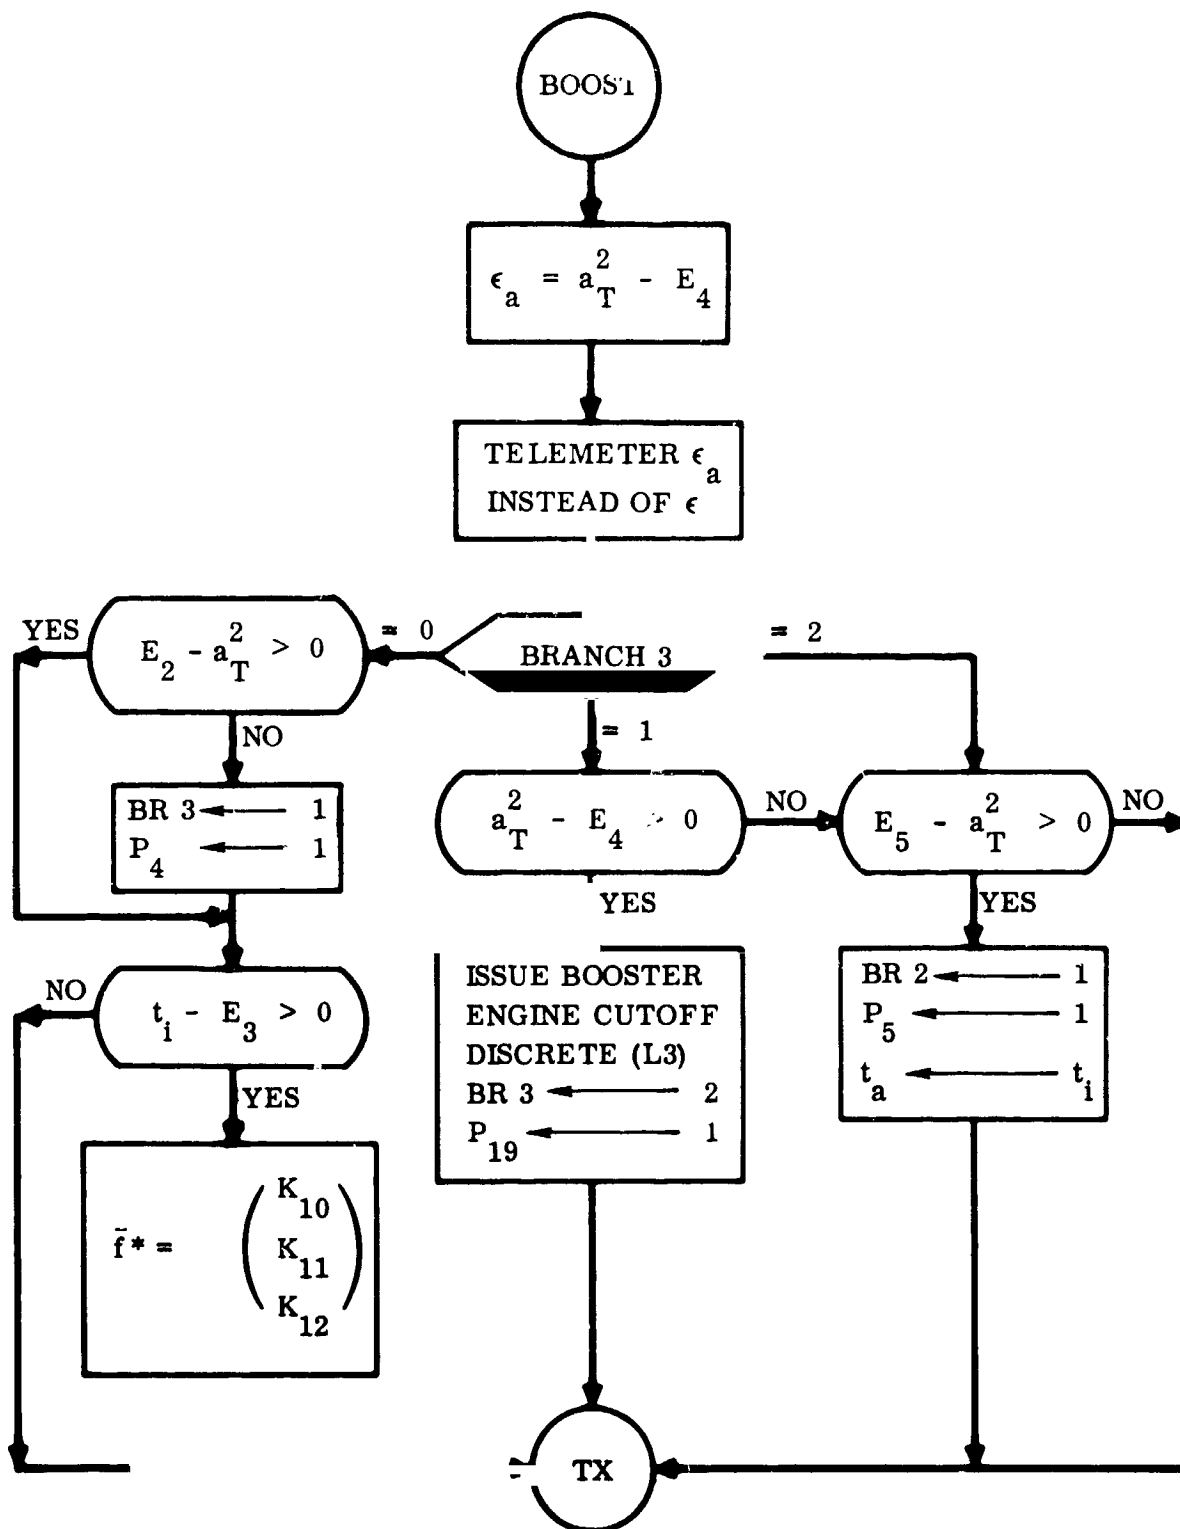 BOOST
ϵ_a = a_T^2 - E_4
TELEMETER ϵ_a
INSTEAD OF ϵ
YES
E_2 - a_T^2 > 0
= 0
BRANCH 3
= 2
NO
= 1
BR 3 ← 1
P_4 ← 1
a_T^2 - E_4 > 0
NO
E_5 - a_T^2 > 0
NO
YES
YES
NO
t_i - E_3 > 0
YES
ISSUE BOOSTER
ENGINE CUTOFF
DISCRETE (L3)
BR 3 ← 2
P_19 ← 1
BR 2 ← 1
P_5 ← 1
t_a ← t_i
f̄* = (K_10
K_11
K_12)
TX